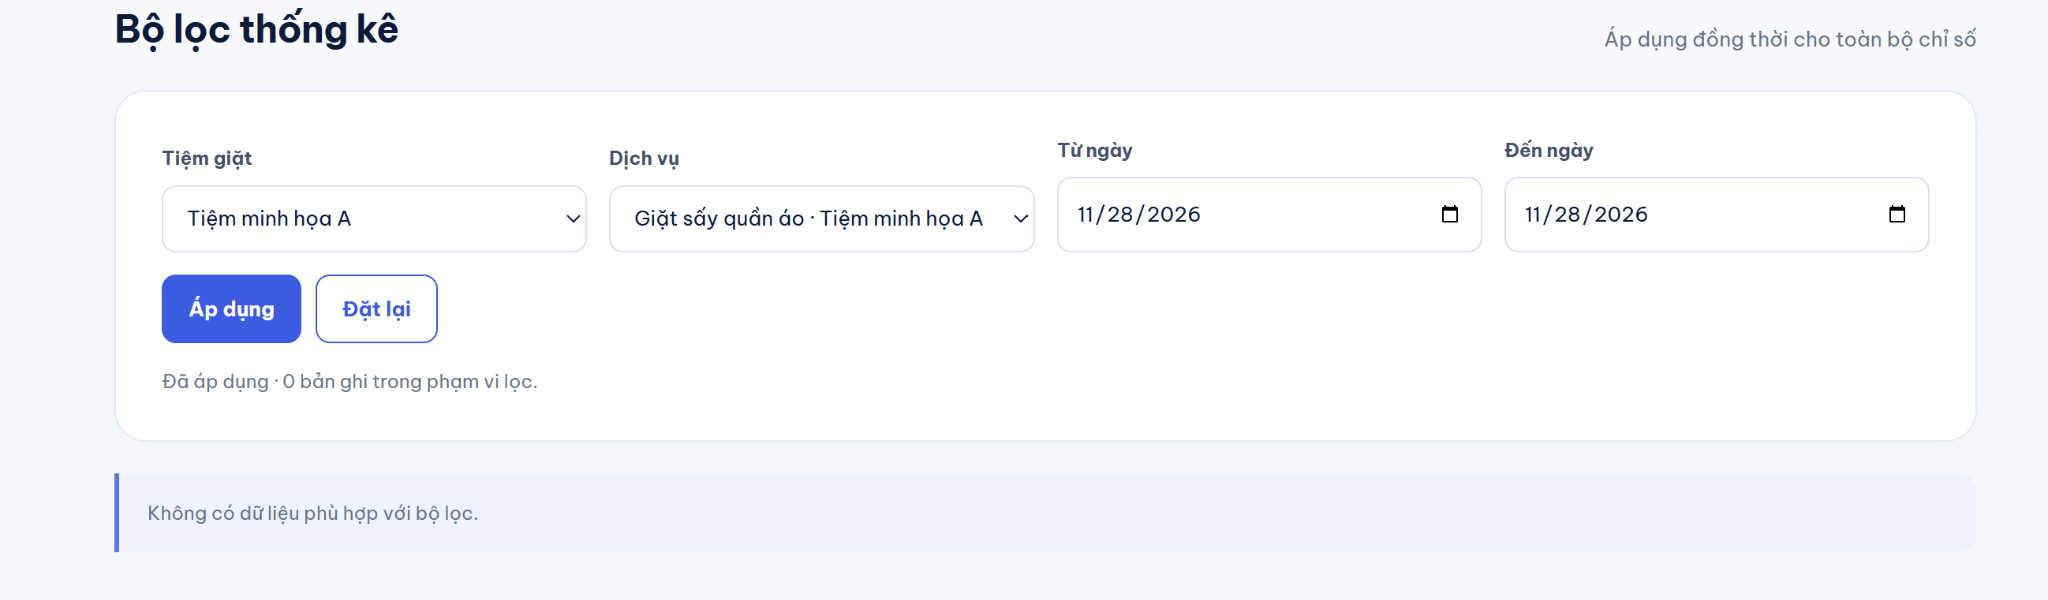 Bộ lọc thống kê
Áp dụng đồng thời cho toàn bộ chỉ số
Tiệm giặt
Dịch vụ
Từ ngày
Đến ngày
Tiệm minh họa A
Giặt sấy quần áo · Tiệm minh họa A
11/28/2026
11/28/2026
Áp dụng
Đặt lại
Đã áp dụng · 0 bản ghi trong phạm vi lọc.
Không có dữ liệu phù hợp với bộ lọc.